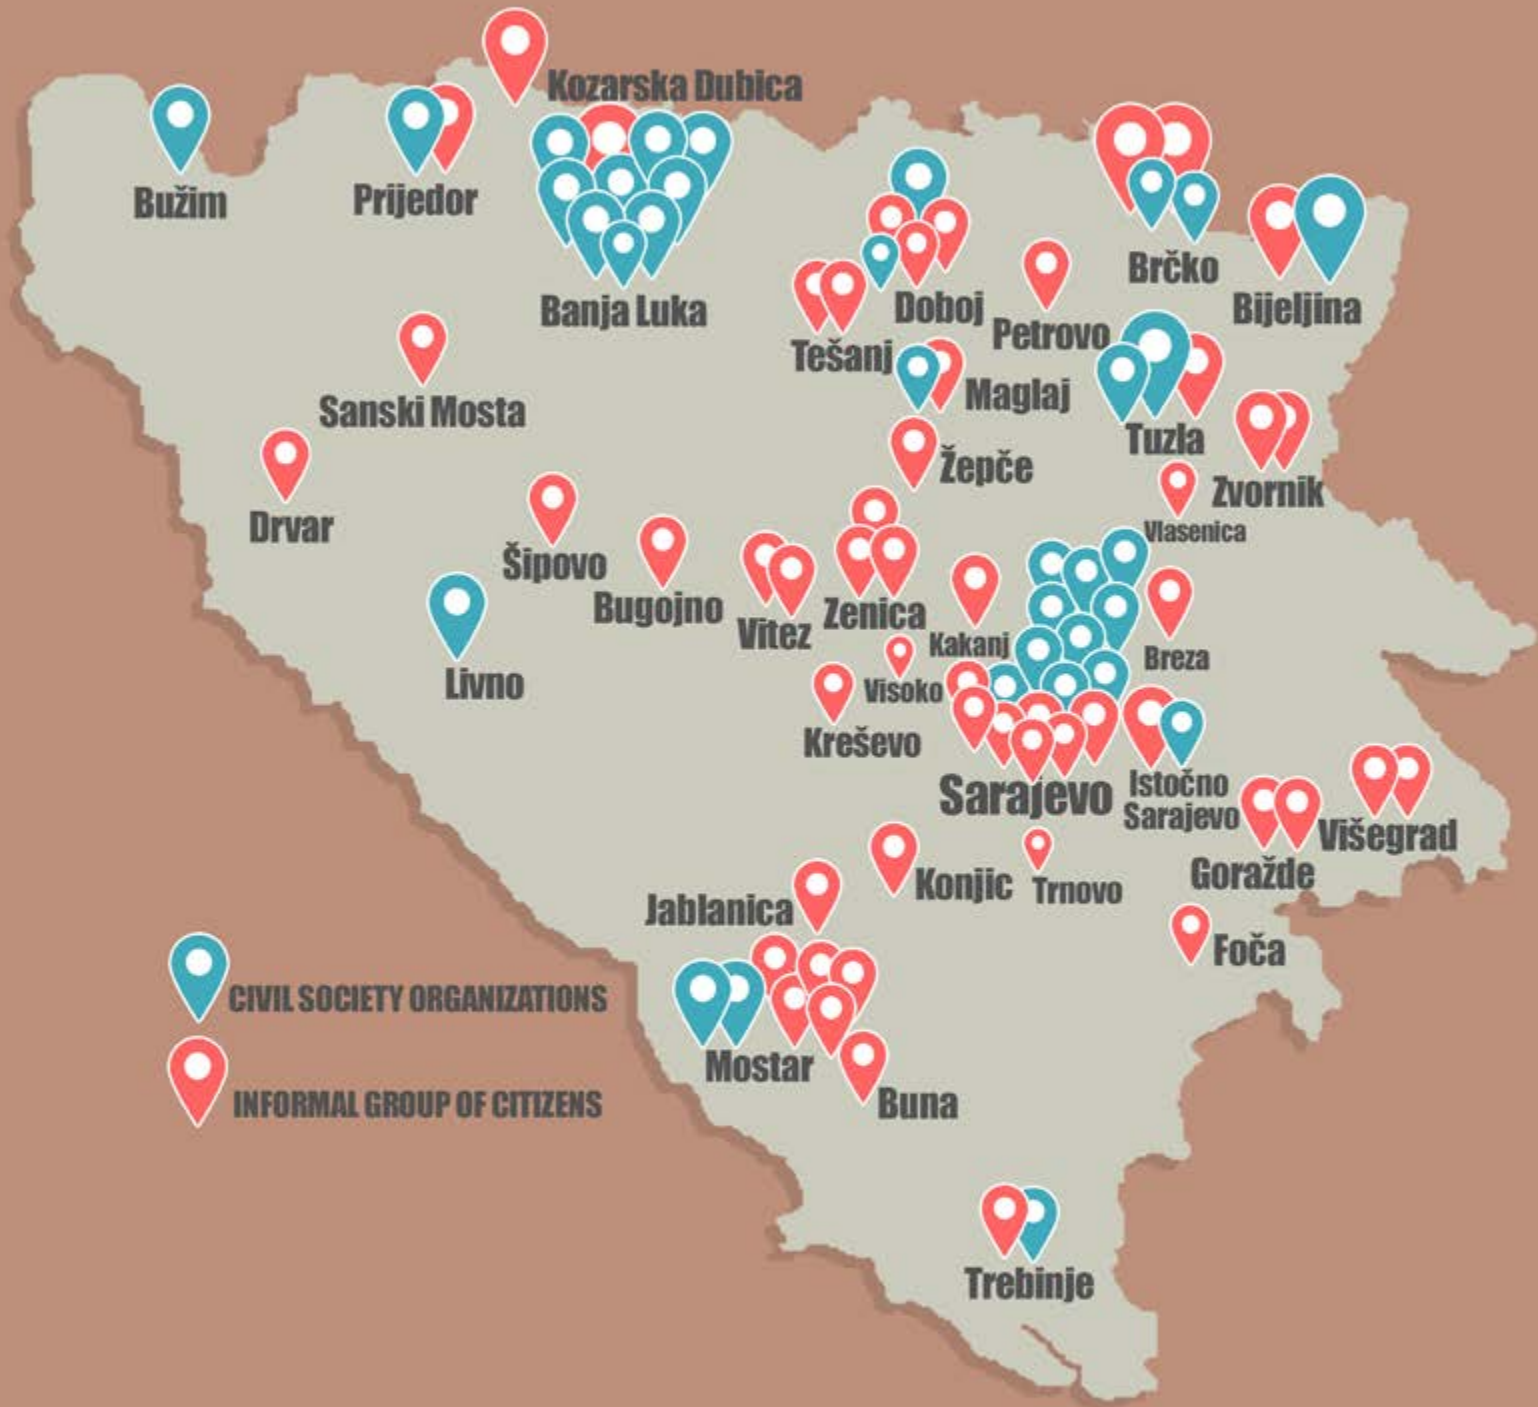 Kozarska Dubica
Bužim
Prijedor
Banja Luka
Brčko
Bijeljina
Doboj
Petrovo
Tešanj
Maglaj
Sanski Mosta
Tuzla
Žepče
Zvornik
Drvar
Vlasenica
Šipovo
Bugojno
Vitez
Zenica
Kakanj
Breza
Livno
Visoko
Kreševo
Sarajevo
Istočno
Sarajevo
Višegrad
Goražde
Konjic
Trnovo
Jablanica
Foča
CIVIL SOCIETY ORGANIZATIONS
Mostar
INFORMAL GROUP OF CITIZENS
Buna
Trebinje